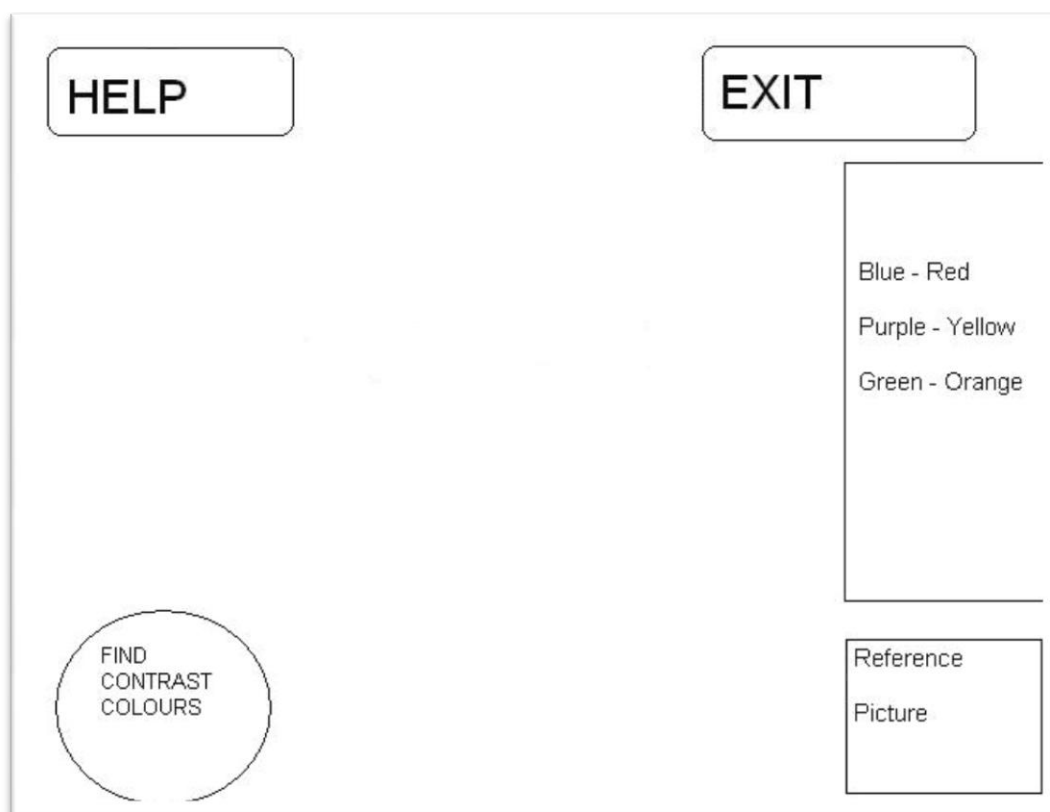 HELP
EXIT
Blue - Red
Purple - Yellow
Green - Orange
FIND
CONTRAST
COLOURS
Reference
Picture